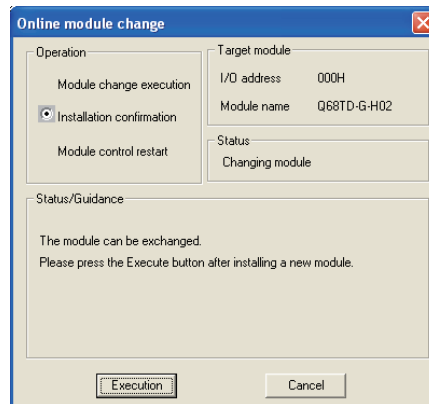 Online module change
Operation
Module change execution
Installation confirmation
Module control restart
Target module
I/O address 000H
Module name Q68TD-G-H02
Status
Changing module
Status/Guidance
The module can be exchanged.
Please press the Execute button after installing a new module.
Execution Cancel